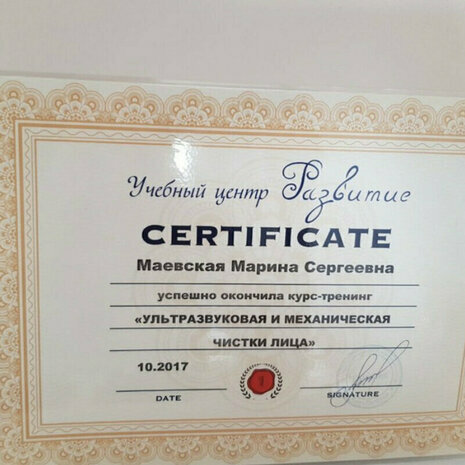 Учебный центр Развитие
CERTIFICATE
Маевская Марина Сергеевна
успешно окончила курс-тренинг
«УЛЬТРАЗВУКОВАЯ И МЕХАНИЧЕСКАЯ
ЧИСТКИ ЛИЦА»
10.2017
DATE
SIGNATURE